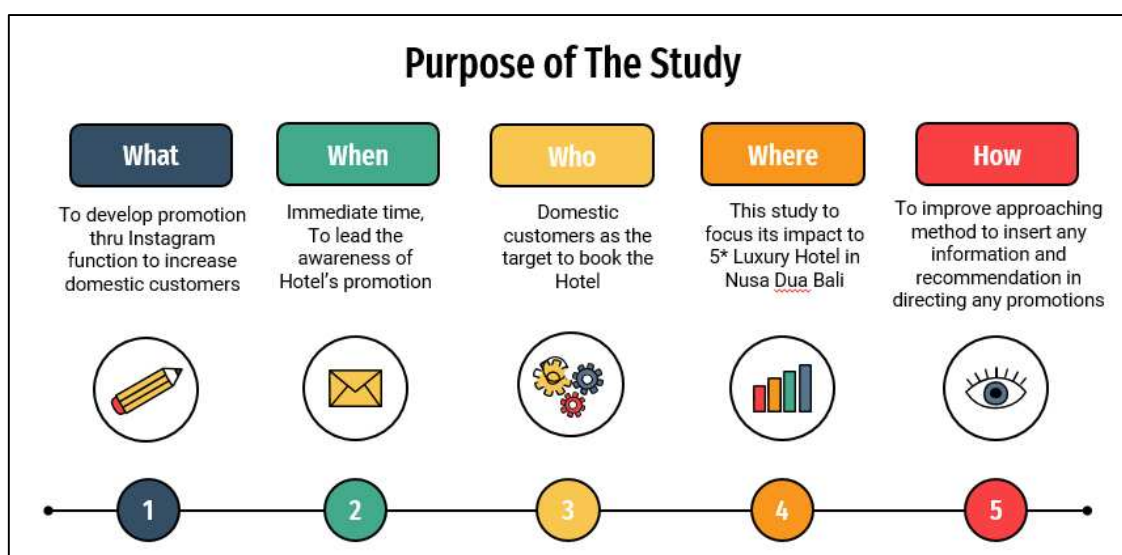 Purpose of The Study
What
To develop promotion
thru Instagram
function to increase
domestic customers
When
Immediate time,
To lead the
awareness of
Hotel's promotion
Who
Domestic
customers as the
target to book the
Hotel
Where
This study to
focus its impact to
5* Luxury Hotel in
Nusa Dua Bali
How
To improve approaching
method to insert any
information and
recommendation in
directing any promotions
1
2
3
4
5